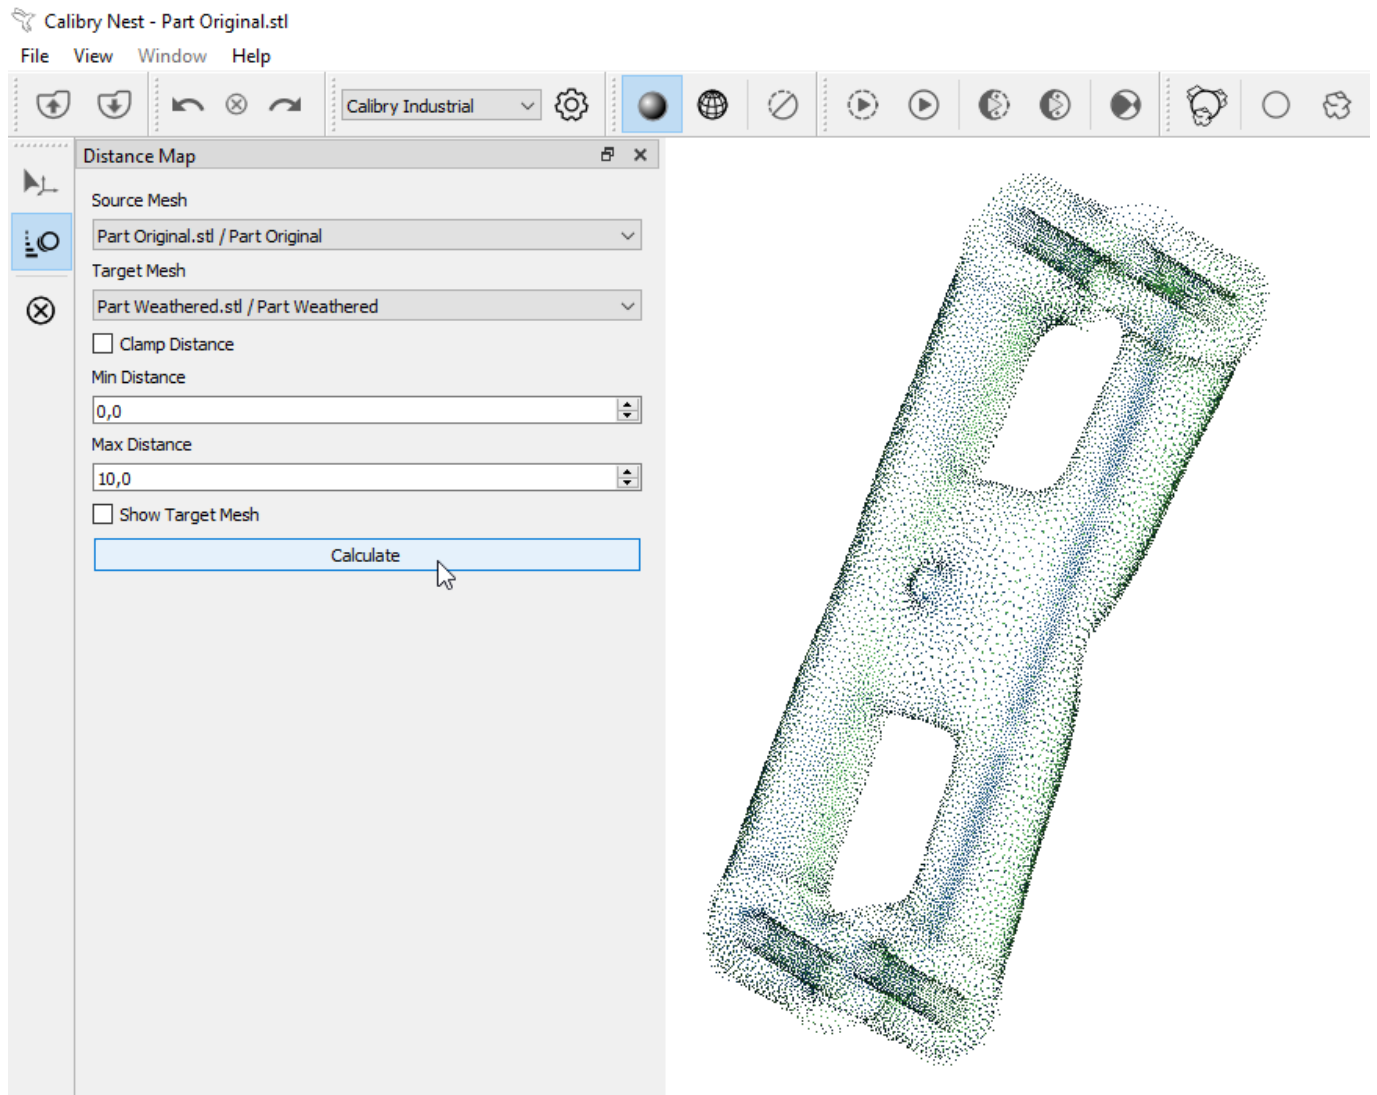 Calibry Nest - Part Original.stl
File View Window Help
Calibry Industrial
Distance Map
Source Mesh
Part Original.stl / Part Original
Target Mesh
Part Weathered.stl / Part Weathered
Clamp Distance
Min Distance
0,0
Max Distance
10,0
Show Target Mesh
Calculate